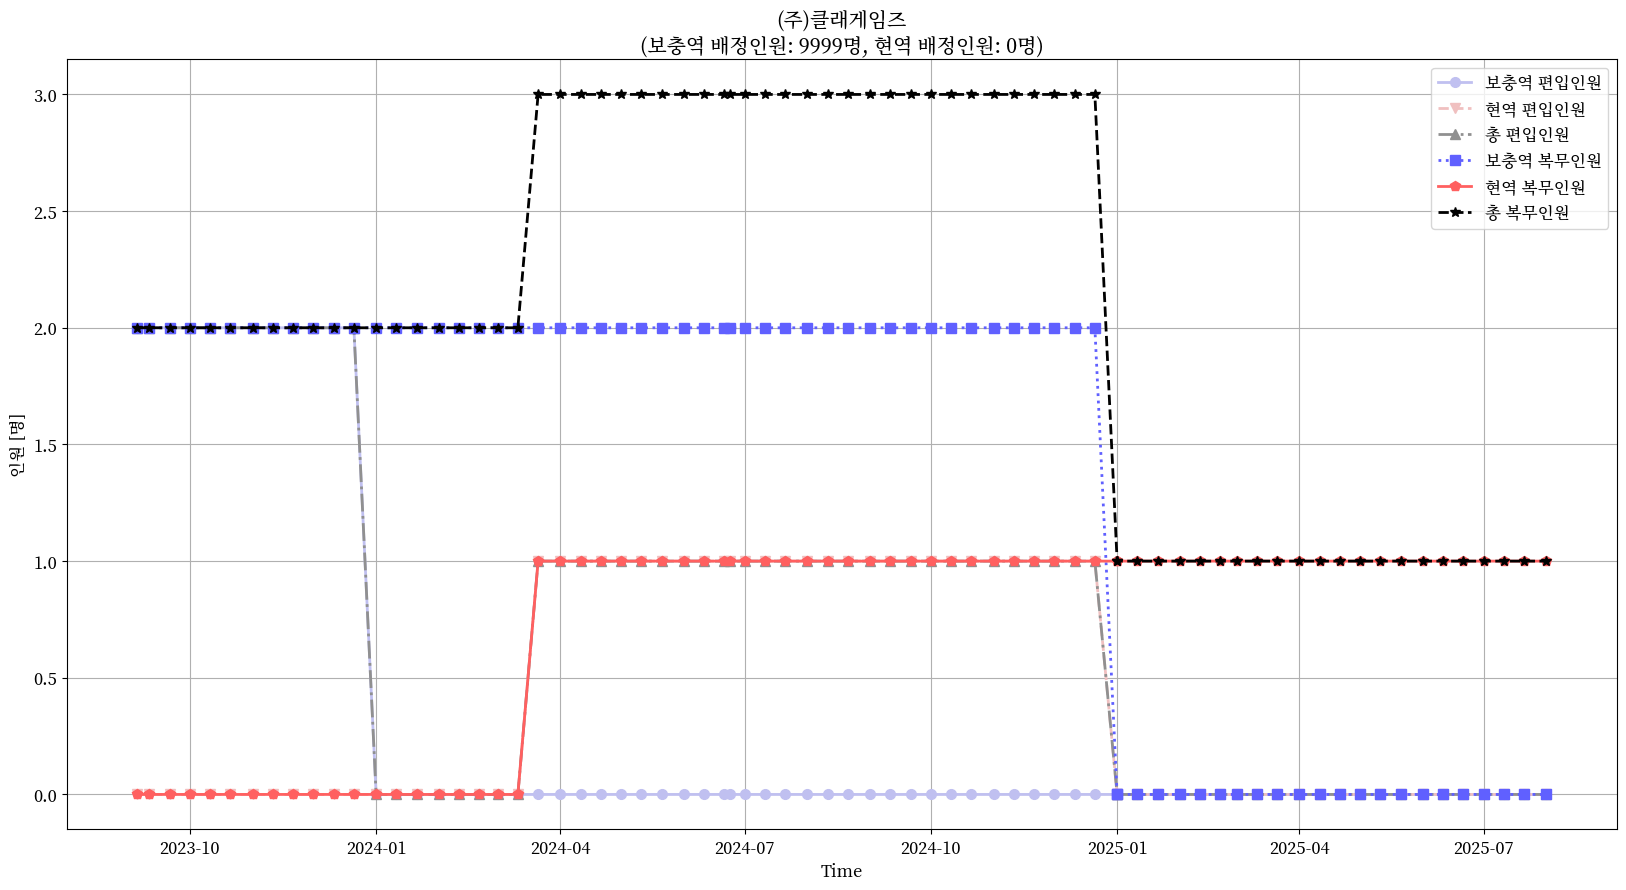 (주)클래게임즈
(보충역 배정인원: 9999명, 현역 배정인원: 0명)
보충역 편입인원
현역 편입인원
총 편입인원
보충역 복무인원
현역 복무인원
총 복무인원
인원 [명]
3.0
2.5
2.0
1.5
1.0
0.5
0.0
2023-10
2024-01
2024-04
2024-07
2024-10
2025-01
2025-04
2025-07
Time